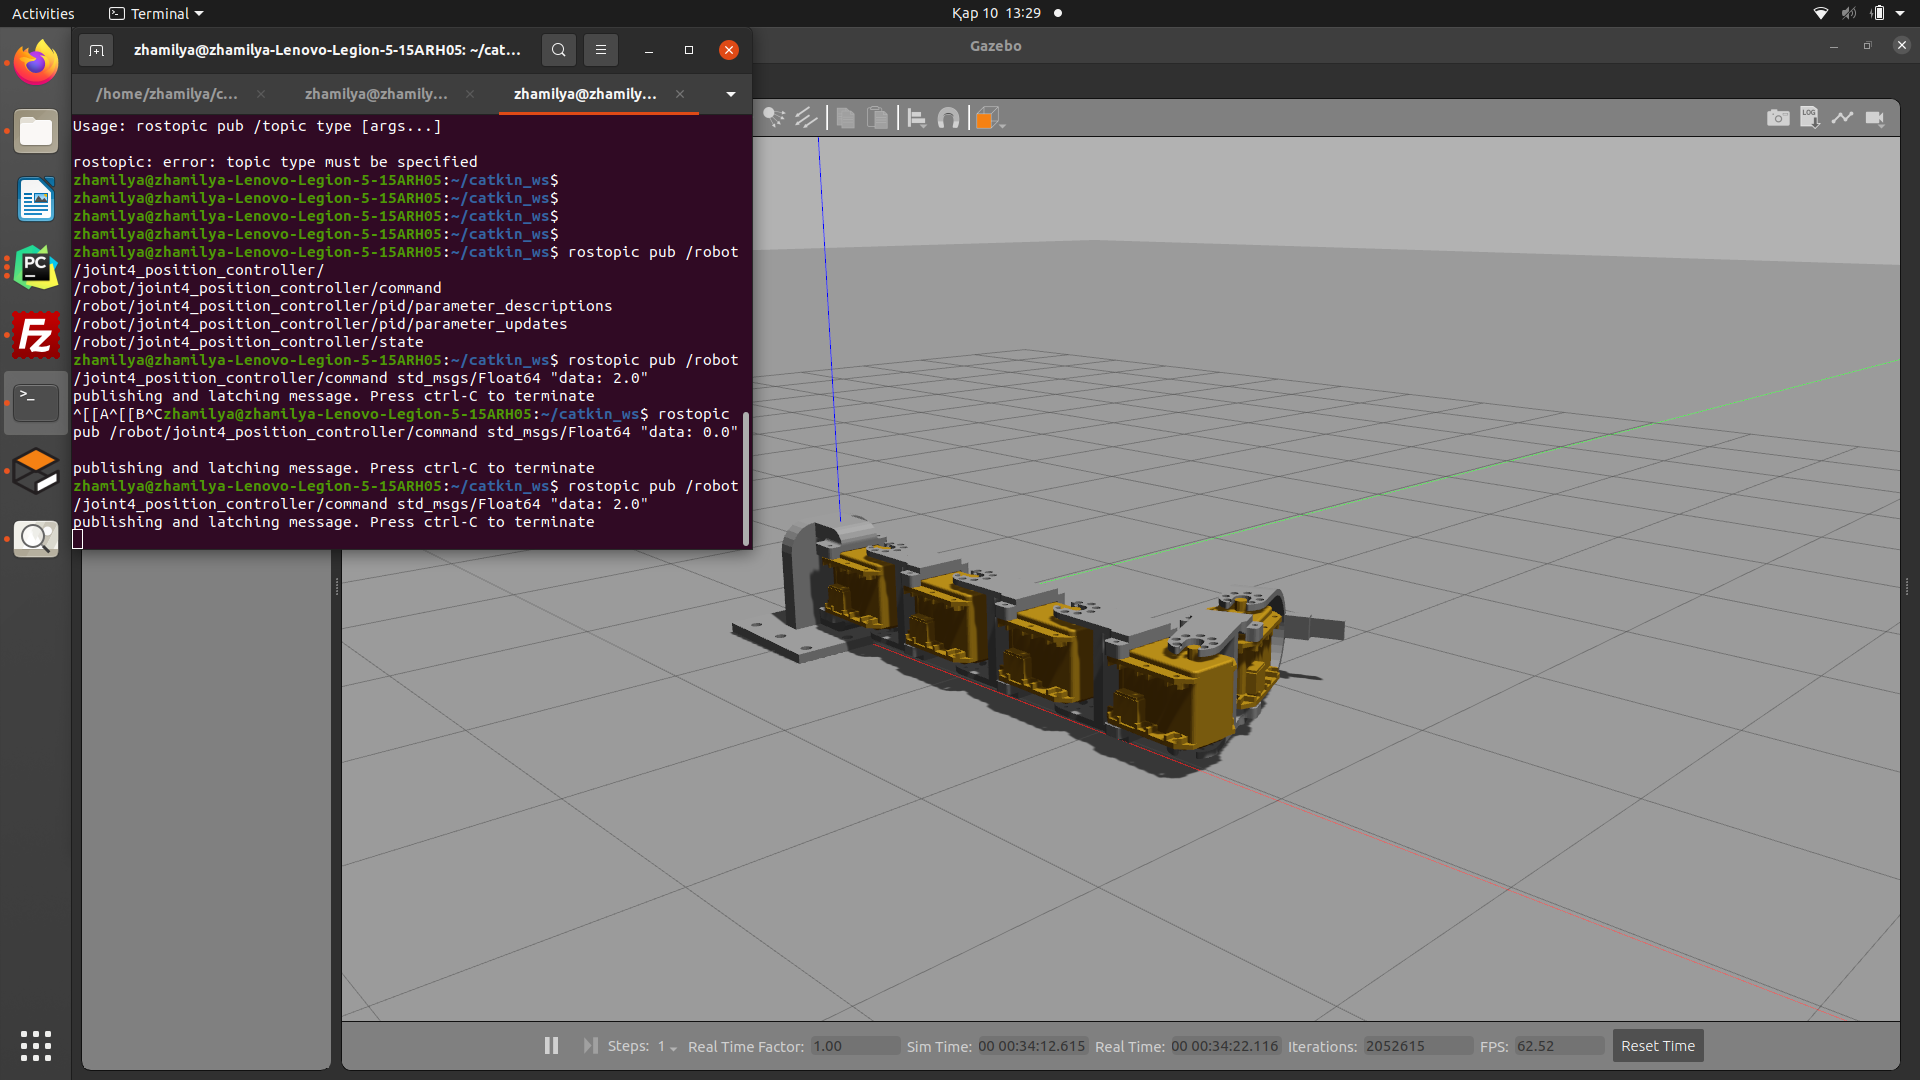 Activities
Terminal
Қар 10 13:29
zhamilya@zhamilya-Lenovo-Legion-5-15ARH05: ~/cat...
Gazebo
/home/zhamilya/c...
zhamilya@zhamily...
zhamilya@zhamily...
Usage: rostopic pub /topic type [args...]
rostopic: error: topic type must be specified
zhamilya@zhamilya-Lenovo-Legion-5-15ARH05:~/catkin_ws$
zhamilya@zhamilya-Lenovo-Legion-5-15ARH05:~/catkin_ws$
zhamilya@zhamilya-Lenovo-Legion-5-15ARH05:~/catkin_ws$
zhamilya@zhamilya-Lenovo-Legion-5-15ARH05:~/catkin_ws$
zhamilya@zhamilya-Lenovo-Legion-5-15ARH05:~/catkin_ws$ rostopic pub /robot
/joint4_position_controller/
/robot/joint4_position_controller/command
/robot/joint4_position_controller/pid/parameter_descriptions
/robot/joint4_position_controller/pid/parameter_updates
/robot/joint4_position_controller/state
zhamilya@zhamilya-Lenovo-Legion-5-15ARH05:~/catkin_ws$ rostopic pub /robot
/joint4_position_controller/command std_msgs/Float64 "data: 2.0"
publishing and latching message. Press ctrl-C to terminate
^[[A^[[B^Czhamilya@zhamilya-Lenovo-Legion-5-15ARH05:~/catkin_ws$ rostopic
pub /robot/joint4_position_controller/command std_msgs/Float64 "data: 0.0"
publishing and latching message. Press ctrl-C to terminate
zhamilya@zhamilya-Lenovo-Legion-5-15ARH05:~/catkin_ws$ rostopic pub /robot
/joint4_position_controller/command std_msgs/Float64 "data: 2.0"
publishing and latching message. Press ctrl-C to terminate
LOG
PC
Fz
>_
Steps: 1 Real Time Factor: 1.00 Sim Time: 00 00:34:12.615 Real Time: 00 00:34:22.116 Iterations: 2052615 FPS: 62.52 Reset Time